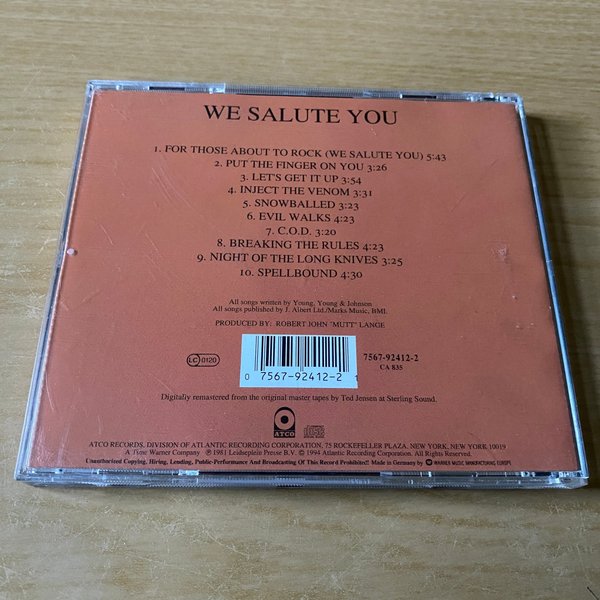 WE SALUTE YOU
1. FOR THOSE ABOUT TO ROCK (WE SALUTE YOU) 5:43
2. PUT THE FINGER ON YOU 3:26
3. LET'S GET IT UP 3:54
4. INJECT THE VENOM 3:31
5. SNOWBALLED 3:23
6. EVIL WALKS 4:23
7. C.O.D. 3:20
8. BREAKING THE RULES 4:23
9. NIGHT OF THE LONG KNIVES 3:25
10. SPELLBOUND 4:30
All songs written by Young, Young & Johnson
All songs published by J. Albert Ltd./Marks Music, BMI.
PRODUCED BY: ROBERT JOHN "MUTT" LANGE
LC 0120
0 7567-92412-2 1
7567-92412-2
CA 835
Digitally remastered from the original master tapes by Ted Jensen at Sterling Sound.
ATCO
ATCO RECORDS, DIVISION OF ATLANTIC RECORDING CORPORATION, 75 ROCKEFELLER PLAZA, NEW YORK, NEW YORK 10019
A Time Warner Company ℗ 1981 Leidseplein Presse B.V. © 1994 Atlantic Recording Corporation. All Rights Reserved.
Unauthorized Copying, Hiring, Lending, Public-Performance And Broadcasting Of This Record Prohibited! Made in Germany by WARNER MUSIC MANUFACTURING EUROPE